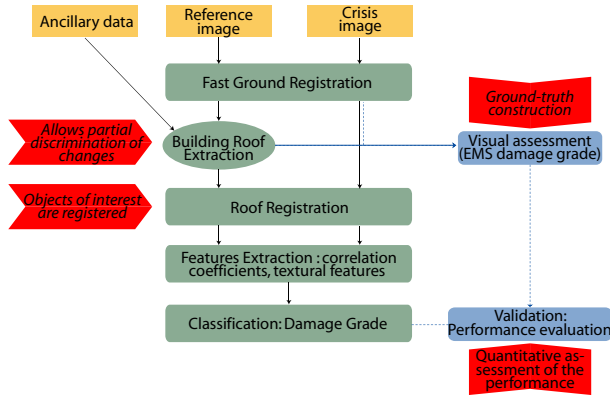 Ancillary data
Reference
image
Crisis
image
Fast Ground Registration
Ground-truth
construction
Allows partial
discrimination of
changes
Building Roof
Extraction
Visual assessment
(EMS damage grade)
Objects of interest
are registered
Roof Registration
Features Extraction : correlation
coefficients, textural features
Classification: Damage Grade
Validation:
Performance evaluation
Quantitative as-
sessment of the
performance